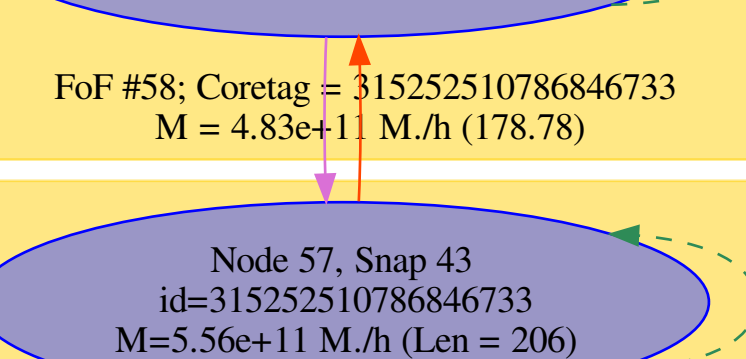 FoF #58; Coretag = 315252510786846733
M = 4.83e+11 M./h (178.78)
Node 57, Snap 43
id=315252510786846733
M=5.56e+11 M./h (Len = 206)